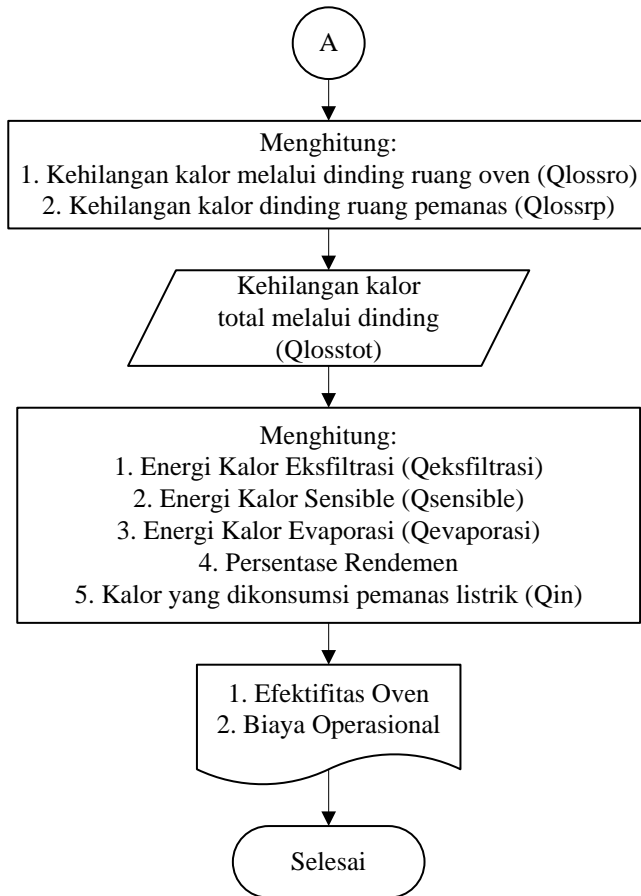 A
Menghitung:
1. Kehilangan kalor melalui dinding ruang oven (Qlossro)
2. Kehilangan kalor dinding ruang pemanas (Qlossrp)
Kehilangan kalor
total melalui dinding
(Qlosstot)
Menghitung:
1. Energi Kalor Eksfiltrasi (Qeksfiltrasi)
2. Energi Kalor Sensible (Qsensible)
3. Energi Kalor Evaporasi (Qevaporasi)
4. Persentase Rendemen
5. Kalor yang dikonsumsi pemanas listrik (Qin)
1. Efektifitas Oven
2. Biaya Operasional
Selesai